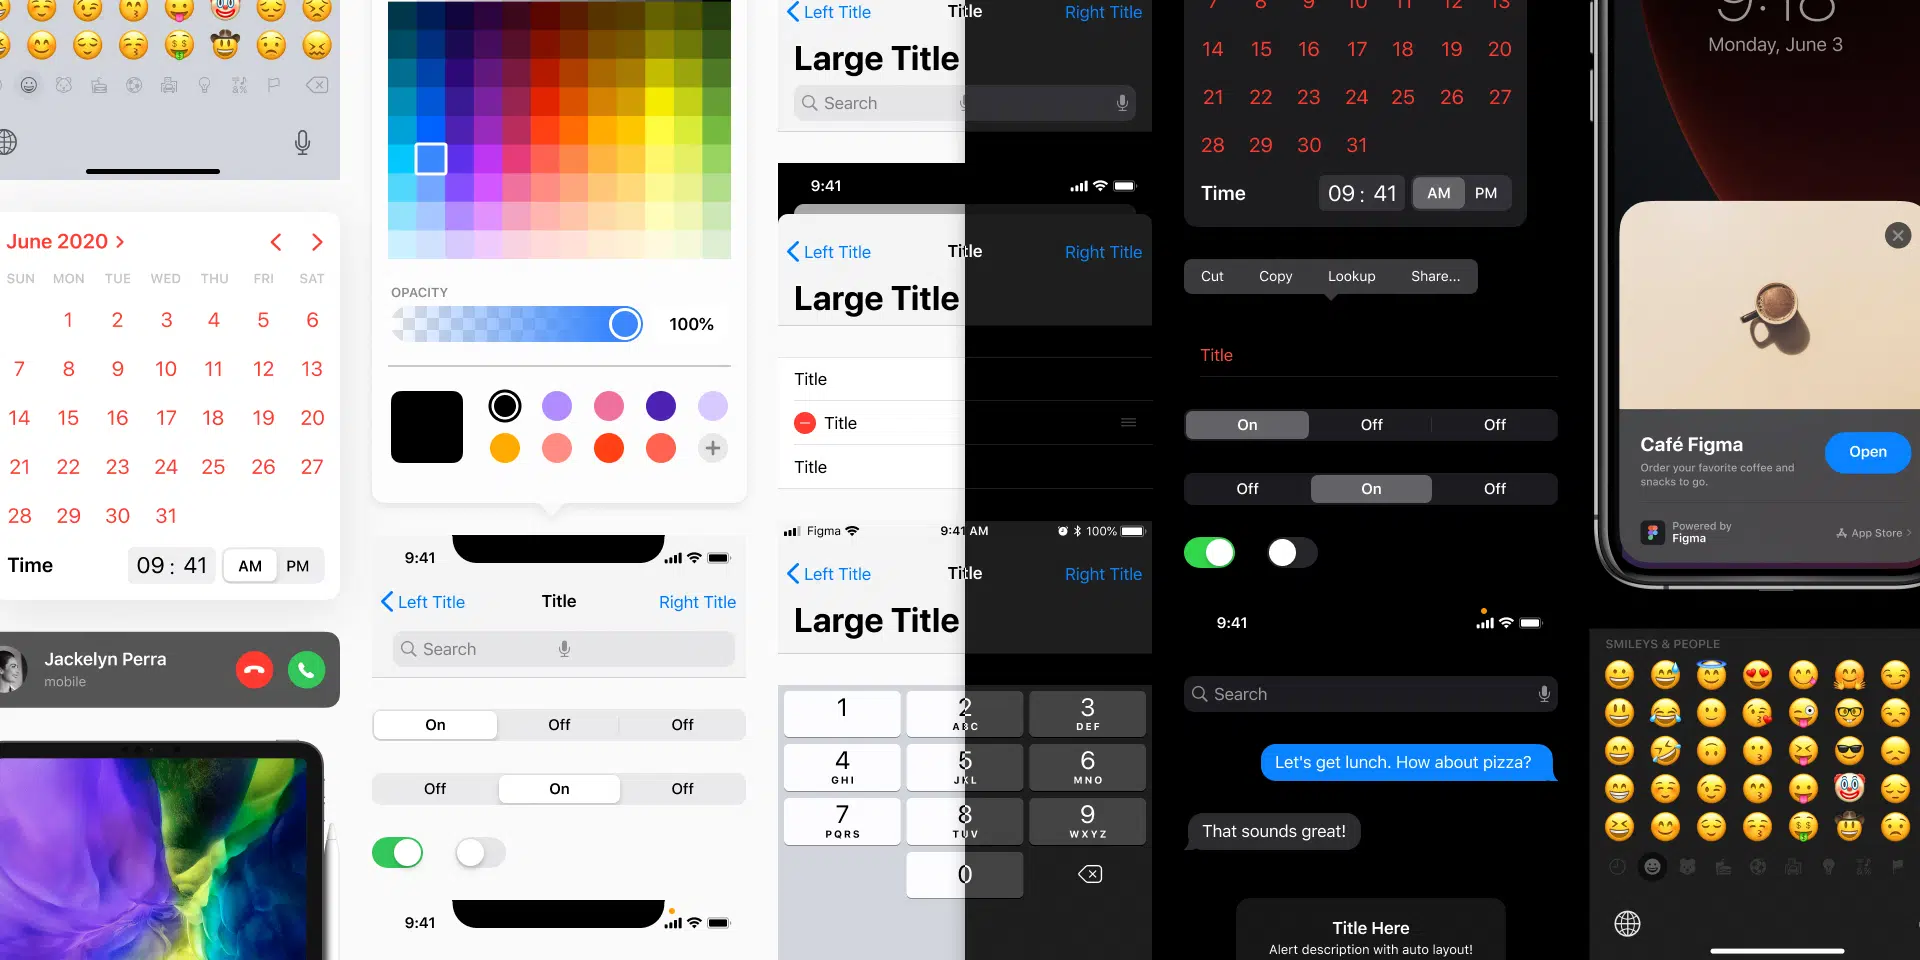 June 2020
SUN MON TUE WED THU FRI SAT
1 2 3 4 5 6
7 8 9 10 11 12 13
14 15 16 17 18 19 20
21 22 23 24 25 26 27
28 29 30 31
Time 09 : 41 AM PM
Jackelyn Perra
mobile
OPACITY
100%
9:41
Left Title Title Right Title
Search
On Off Off
Off On Off
9:41
Left Title Title Right Title
Large Title
Search
9:41
Left Title Title Right Title
Large Title
Title
Title
Title
Figma 9:41 AM 100%
Left Title Title Right Title
Large Title
1 2 3
ABC DEF
4 5 6
GHI JKL MNO
7 8 9
PQRS TUV WXYZ
0
7 8 9 10 11 12 13
14 15 16 17 18 19 20
21 22 23 24 25 26 27
28 29 30 31
Time 09 : 41 AM PM
Cut Copy Lookup Share...
Title
On Off Off
Off On Off
9:41
Search
Let's get lunch. How about pizza?
That sounds great!
Title Here
Alert description with auto layout!
9:18
Monday, June 3
Café Figma
Order your favorite coffee and
snacks to go.
Open
Powered by
Figma
App Store
SMILEYS & PEOPLE